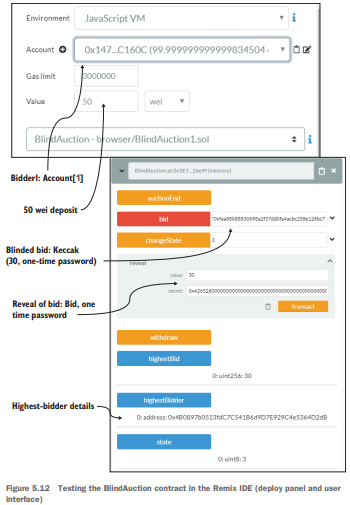 Environment
JavaScript VM
Account
0x147...C160C (99.999999999999834504
Gas limit
3000000
Value
50
wei
BlindAuction - browser/BlindAuction1.sol
BidderI: Account[1]
BlindAuction at 0x5E7...26e9f (memory)
auctionEnd
50 wei deposit
bid
changeState
3
Blinded bid: Keccak
(30, one-time password)
reveal
value:
30
secret:
Reveal of bid: Bid, one
time password
transact
withdraw
highestBid
0: uint256: 30
highestBidder
Highest-bidder details
0: address: 0x4B0897b0513fdC7C541B6d9D7E929C4e5364D2dB
state
0: uint8: 3
Figure 5.12 Testing the BlindAuction contract in the Remix IDE (deploy panel and user
interface)